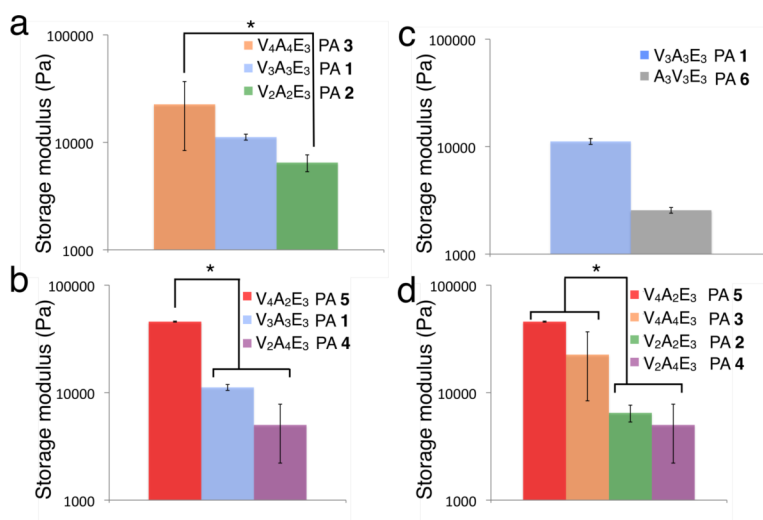 a
*
100000
10000
1000
Storage modulus (Pa)
V₄A₄E₃ PA 3
V₃A₃E₃ PA 1
V₂A₂E₃ PA 2
c
100000
10000
1000
Storage modulus (Pa)
V₃A₃E₃ PA 1
A₃V₃E₃ PA 6
b
*
100000
10000
1000
Storage modulus (Pa)
V₄A₂E₃ PA 5
V₃A₃E₃ PA 1
V₂A₄E₃ PA 4
d
*
100000
10000
1000
Storage modulus (Pa)
V₄A₂E₃ PA 5
V₄A₄E₃ PA 3
V₂A₂E₃ PA 2
V₂A₄E₃ PA 4